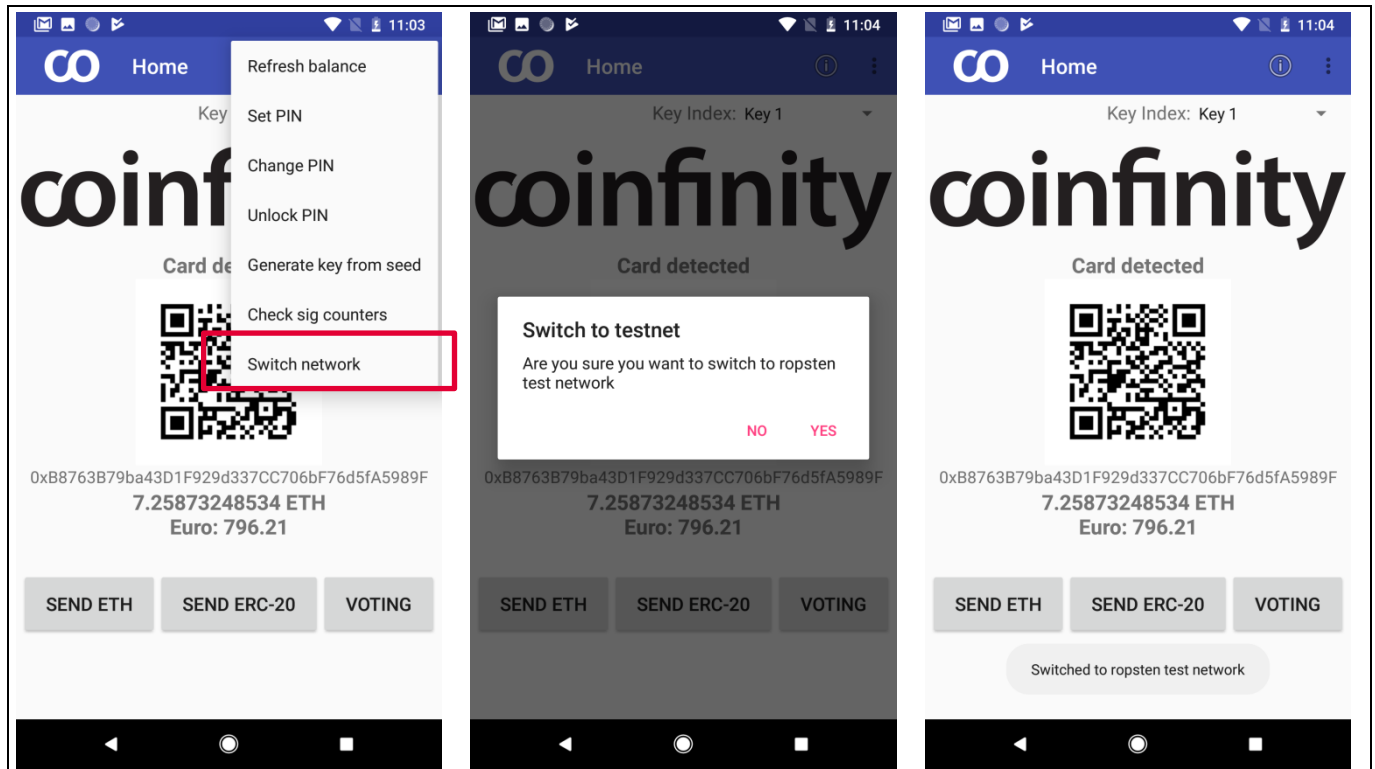 11:03
CO Home
Refresh balance
Set PIN
Change PIN
Unlock PIN
Generate key from seed
Check sig counters
Switch network
Key
coinf
Card de
0xB8763B79ba43D1F929d337CC706bF76d5fA5989F
7.25873248534 ETH
Euro: 796.21
SEND ETH SEND ERC-20 VOTING
11:04
CO Home
Key Index: Key 1
coinfinity
Card detected
Switch to testnet
Are you sure you want to switch to ropsten
test network
NO YES
0xB8763B79ba43D1F929d337CC706bF76d5fA5989F
7.25873248534 ETH
Euro: 796.21
SEND ETH SEND ERC-20 VOTING
11:04
CO Home
Key Index: Key 1
coinfinity
Card detected
0xB8763B79ba43D1F929d337CC706bF76d5fA5989F
7.25873248534 ETH
Euro: 796.21
SEND ETH SEND ERC-20 VOTING
Switched to ropsten test network